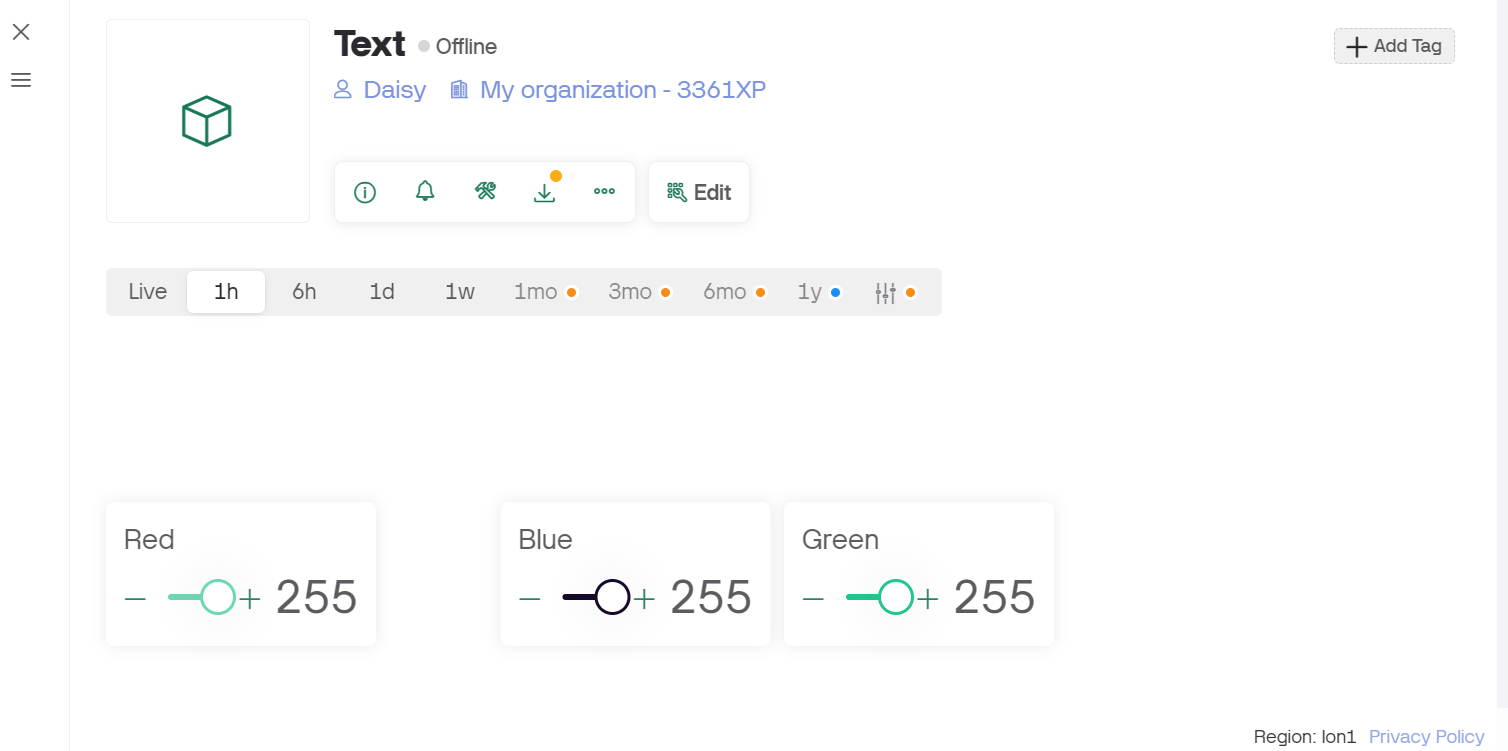 Text Offline
Add Tag
Daisy My organization - 3361XP
Edit
Live 1h 6h 1d 1w 1mo 3mo 6mo 1y
Red
Blue
Green
− + 255
− + 255
− + 255
Region: lon1 Privacy Policy